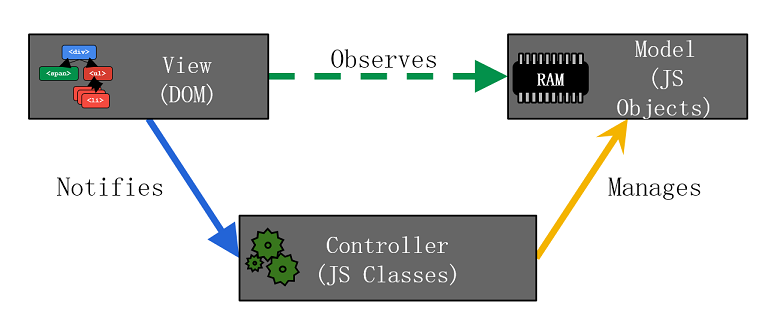 <div>
<span>
<ul>
<li>
View
(DOM)
Observes
RAM
Model
(JS
Objects)
Notifies
Manages
Controller
(JS Classes)